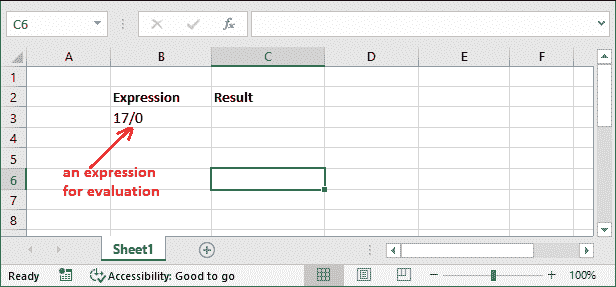 C6
fx
A B C D E F
1
2 Expression Result
3 17/0
4
5
an expression
6
for evaluation
7
8
Sheet1
Ready Accessibility: Good to go 100%